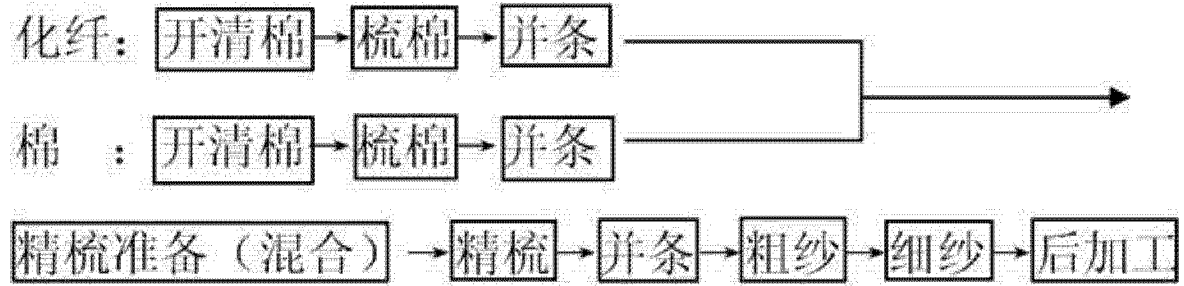 化纤：开清棉 梳棉 并条
棉：开清棉 梳棉 并条
精梳准备（混合） 精梳 并条 粗纱 细纱 后加工